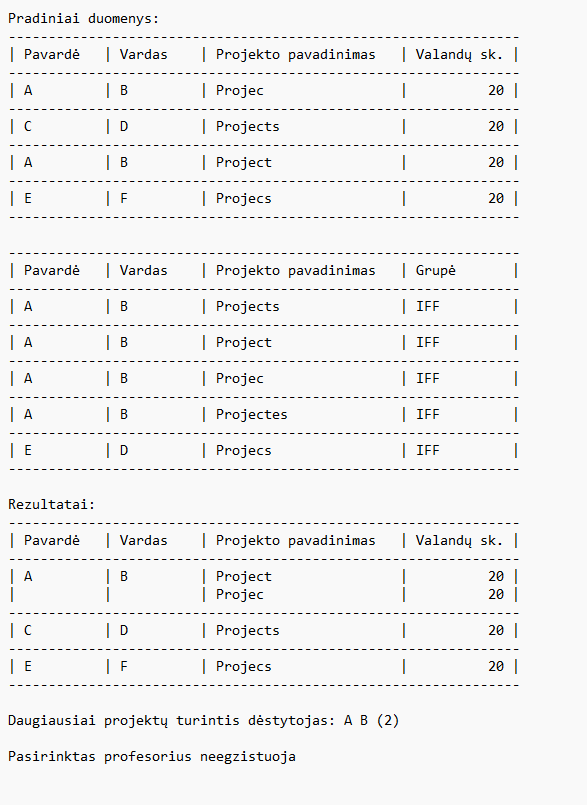 Pradiniai duomenys:
----------------------------------------------------------------
| Pavardė   | Vardas    | Projekto pavadinimas   | Valandų sk. |
----------------------------------------------------------------
| A         | B         | Projec                 |          20 |
----------------------------------------------------------------
| C         | D         | Projects               |          20 |
----------------------------------------------------------------
| A         | B         | Project                |          20 |
----------------------------------------------------------------
| E         | F         | Projecs                |          20 |
----------------------------------------------------------------
----------------------------------------------------------------
| Pavardė   | Vardas    | Projekto pavadinimas   | Grupė       |
----------------------------------------------------------------
| A         | B         | Projects               | IFF         |
----------------------------------------------------------------
| A         | B         | Project                | IFF         |
----------------------------------------------------------------
| A         | B         | Projec                 | IFF         |
----------------------------------------------------------------
| A         | B         | Projectes              | IFF         |
----------------------------------------------------------------
| E         | D         | Projecs                | IFF         |
----------------------------------------------------------------
Rezultatai:
----------------------------------------------------------------
| Pavardė   | Vardas    | Projekto pavadinimas   | Valandų sk. |
----------------------------------------------------------------
| A         | B         | Project                |          20 |
|           |           | Projec                 |          20 |
----------------------------------------------------------------
| C         | D         | Projects               |          20 |
----------------------------------------------------------------
| E         | F         | Projecs                |          20 |
----------------------------------------------------------------
Daugiausiai projektų turintis dėstytojas: A B (2)
Pasirinktas profesorius neegzistuoja